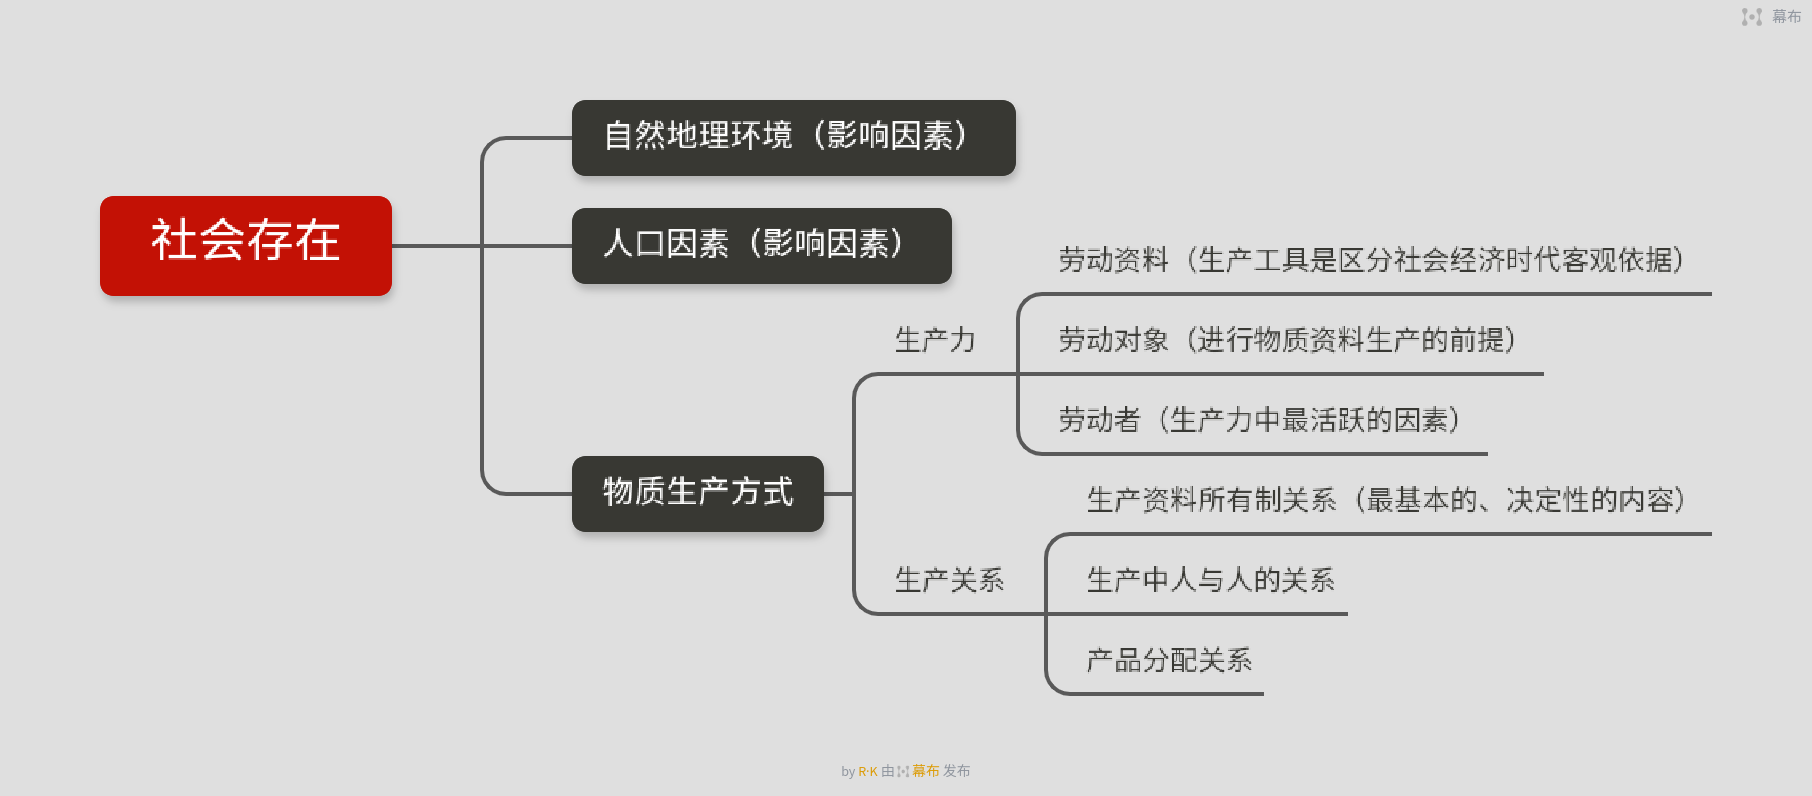 幕布
社会存在
自然地理环境（影响因素）
人口因素（影响因素）
物质生产方式
生产力
劳动资料（生产工具是区分社会经济时代客观依据）
劳动对象（进行物质资料生产的前提）
劳动者（生产力中最活跃的因素）
生产关系
生产资料所有制关系（最基本的、决定性的内容）
生产中人与人的关系
产品分配关系
by R·K 由 幕布 发布